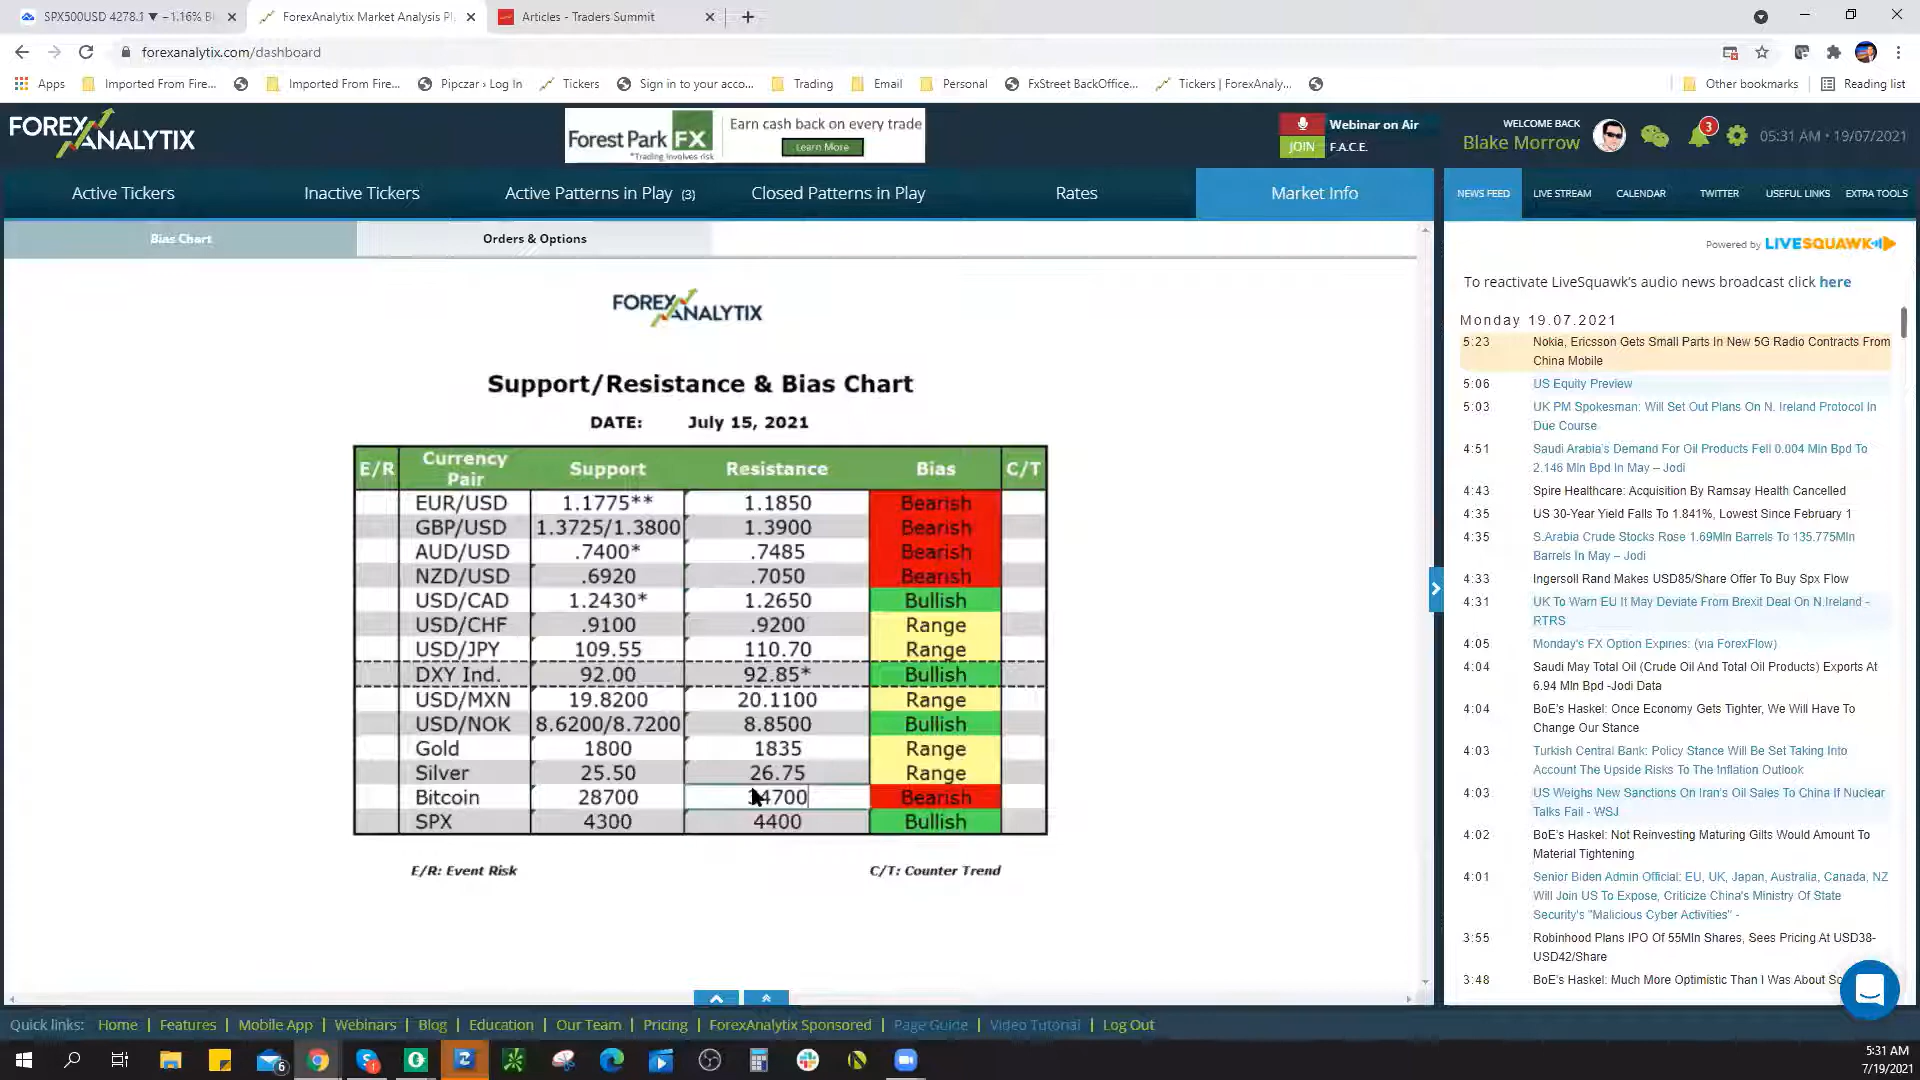 SPX500USD 4278.1 ▼ −1.16%
ForexAnalytix Market Analysis Pl
Articles - Traders Summit
forexanalytix.com/dashboard
Apps
Imported From Fire...
Imported From Fire...
Pipczar › Log In
Tickers
Sign in to your acco...
Trading
Email
Personal
FxStreet BackOffice...
Tickers | ForexAnaly...
Other bookmarks
Reading list
FOREX ANALYTIX
Forest Park FX
*Trading involves risk
Earn cash back on every trade
Learn More
Webinar on Air
JOIN F.A.C.E.
WELCOME BACK
Blake Morrow
3
05:31 AM • 19/07/2021
Active Tickers
Inactive Tickers
Active Patterns in Play (3)
Closed Patterns in Play
Rates
Market Info
NEWS FEED
LIVE STREAM
CALENDAR
TWITTER
USEFUL LINKS
EXTRA TOOLS
Bias Chart
Orders & Options
FOREX ANALYTIX
Support/Resistance & Bias Chart
DATE: July 15, 2021
E/R Currency Pair Support Resistance Bias C/T
EUR/USD 1.1775** 1.1850 Bearish
GBP/USD 1.3725/1.3800 1.3900 Bearish
AUD/USD .7400* .7485 Bearish
NZD/USD .6920 .7050 Bearish
USD/CAD 1.2430* 1.2650 Bullish
USD/CHF .9100 .9200 Range
USD/JPY 109.55 110.70 Range
DXY Ind. 92.00 92.85* Bullish
USD/MXN 19.8200 20.1100 Range
USD/NOK 8.6200/8.7200 8.8500 Bullish
Gold 1800 1835 Range
Silver 25.50 26.75 Range
Bitcoin 28700 Bearish
SPX 4300 4400 Bullish
E/R: Event Risk
C/T: Counter Trend
Powered by LIVESQUAWK
To reactivate LiveSquawk's audio news broadcast click here
Monday 19.07.2021
5:23 Nokia, Ericsson Gets Small Parts In New 5G Radio Contracts From
China Mobile
5:06 US Equity Preview
5:03 UK PM Spokesman: Will Set Out Plans On N. Ireland Protocol In
Due Course
4:51 Saudi Arabia's Demand For Oil Products Fell 0.004 Mln Bpd To
2.146 Mln Bpd In May – Jodi
4:43 Spire Healthcare: Acquisition By Ramsay Health Cancelled
4:35 US 30-Year Yield Falls To 1.841%, Lowest Since February 1
4:35 S.Arabia Crude Stocks Rose 1.69Mln Barrels To 135.775Mln
Barrels In May – Jodi
4:33 Ingersoll Rand Makes USD85/Share Offer To Buy Spx Flow
4:31 UK To Warn EU It May Deviate From Brexit Deal On N.Ireland -
RTRS
4:05 Monday's FX Option Expiries: (via ForexFlow)
4:04 Saudi May Total Oil (Crude Oil And Total Oil Products) Exports At
6.94 Mln Bpd -Jodi Data
4:04 BoE's Haskel: Once Economy Gets Tighter, We Will Have To
Change Our Stance
4:03 Turkish Central Bank: Policy Stance Will Be Set Taking Into
Account The Upside Risks To The Inflation Outlook
4:03 US Weighs New Sanctions On Iran's Oil Sales To China If Nuclear
Talks Fail - WSJ
4:02 BoE's Haskel: Not Reinvesting Maturing Gilts Would Amount To
Material Tightening
4:01 Senior Biden Admin Official: EU, UK, Japan, Australia, Canada, NZ
Will Join US To Expose, Criticize China's Ministry Of State
Security's "Malicious Cyber Activities" -
3:55 Robinhood Plans IPO Of 55Mln Shares, Sees Pricing At USD38-
USD42/Share
3:48 BoE's Haskel: Much More Optimistic Than I Was About
Quick links: Home | Features | Mobile App | Webinars | Blog | Education | Our Team | Pricing | ForexAnalytix Sponsored | Page Guide | Video Tutorial | Log Out
6
5:31 AM
7/19/2021